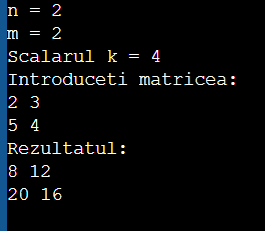 n = 2
m = 2
Scalarul k = 4
Introduceti matricea:
2 3
5 4
Rezultatul:
8 12
20 16